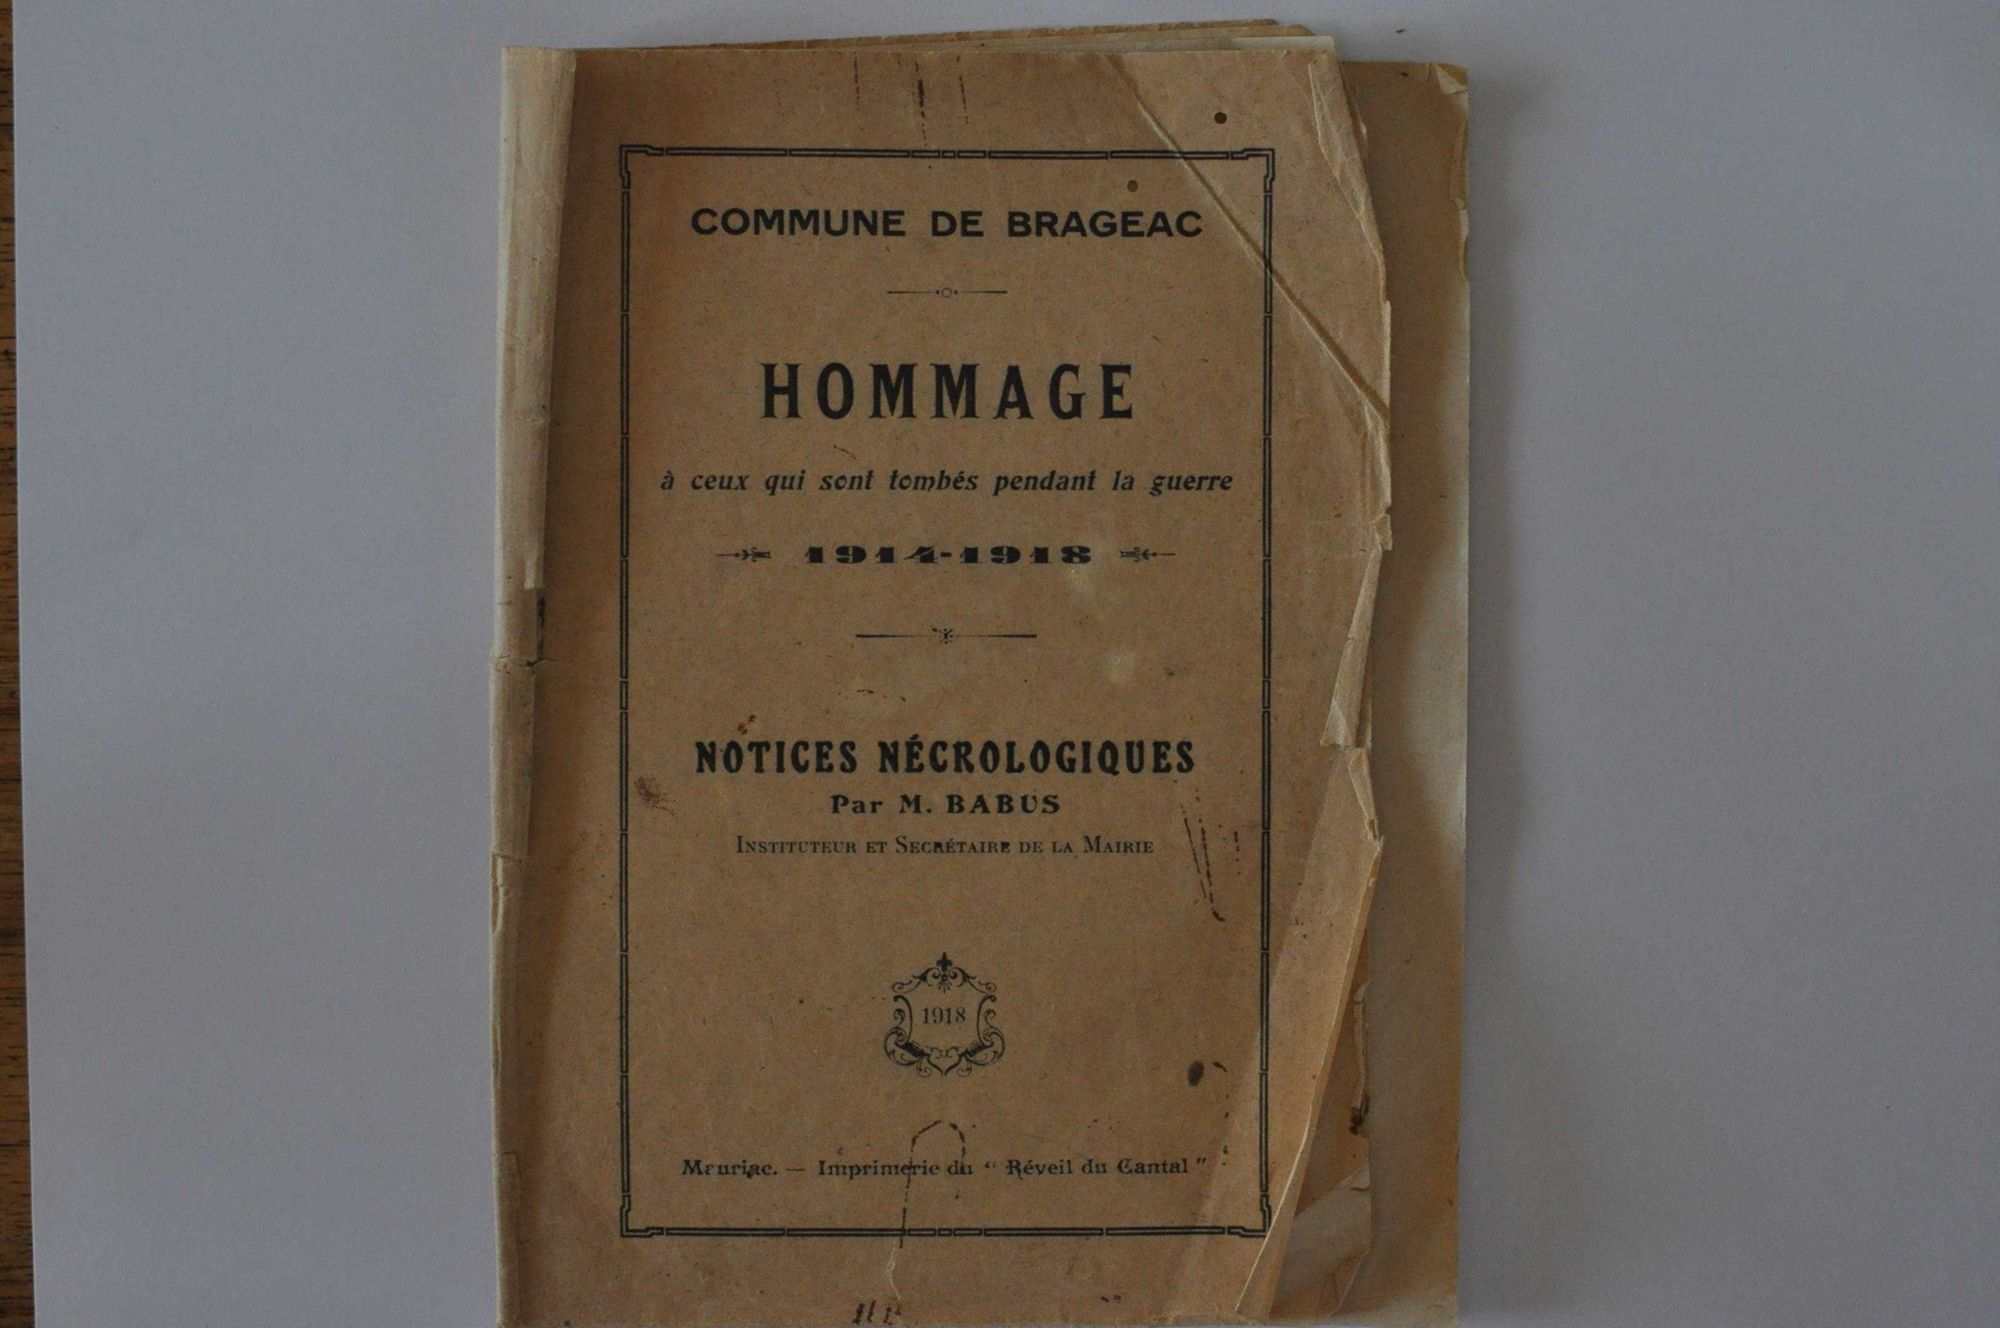 COMMUNE DE BRAGEAC
HOMMAGE
à ceux qui sont tombés pendant la guerre
1914-1918
NOTICES NÉCROLOGIQUES
Par M. BABUS
INSTITUTEUR ET SECRÉTAIRE DE LA MAIRIE
1918
Mauriac. — Imprimerie du “ Réveil du Cantal ”